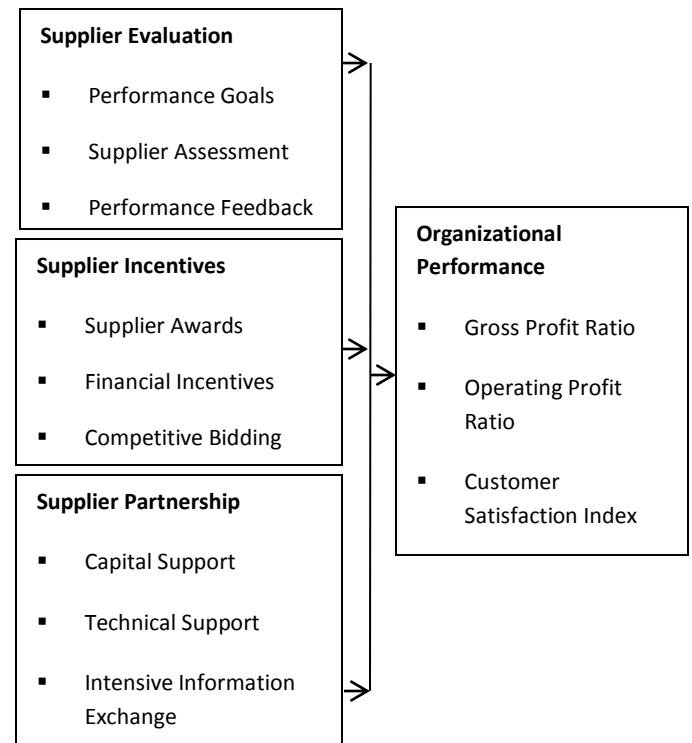 Supplier Evaluation
▪ Performance Goals
▪ Supplier Assessment
▪ Performance Feedback
Supplier Incentives
▪ Supplier Awards
▪ Financial Incentives
▪ Competitive Bidding
Supplier Partnership
▪ Capital Support
▪ Technical Support
▪ Intensive Information
Exchange
Organizational
Performance
▪ Gross Profit Ratio
▪ Operating Profit
Ratio
▪ Customer
Satisfaction Index